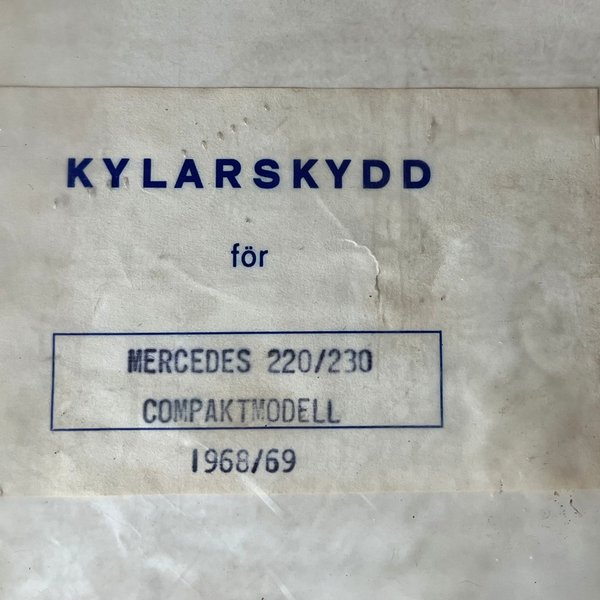 KYLARSKYDD
för
MERCEDES 220/230
COMPAKTMODELL
1968/69